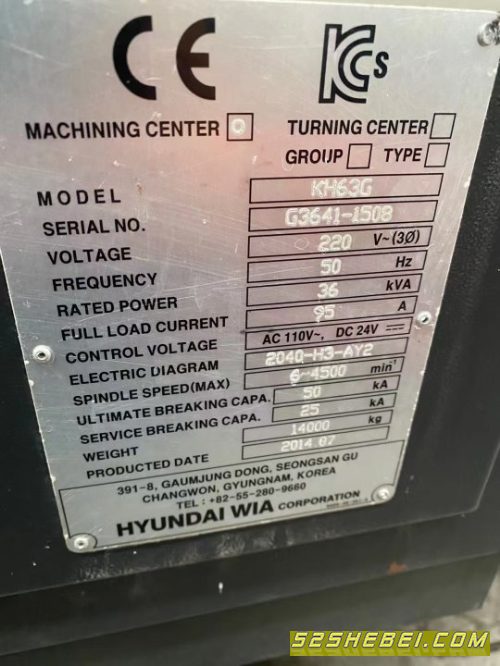 CE KCs
MACHINING CENTER TURNING CENTER
GROUP TYPE
MODEL KH63G
SERIAL NO. G3641-1508
VOLTAGE 220 V~(3Ø)
FREQUENCY 50 Hz
RATED POWER 36 kVA
FULL LOAD CURRENT 95 A
CONTROL VOLTAGE AC 110V~, DC 24V
ELECTRIC DIAGRAM 2040-H3-AY2
SPINDLE SPEED(MAX) 6-4500 min⁻¹
ULTIMATE BREAKING CAPA. 50 kA
SERVICE BREAKING CAPA. 25 kA
WEIGHT 14000 kg
PRODUCTED DATE 2014.07
391-8, GAUMJUNG DONG, SEONGSAN GU
CHANGWON, GYUNGNAM, KOREA
TEL : +82-55-280-9660
HYUNDAI WIA CORPORATION
52SHEBEI.COM